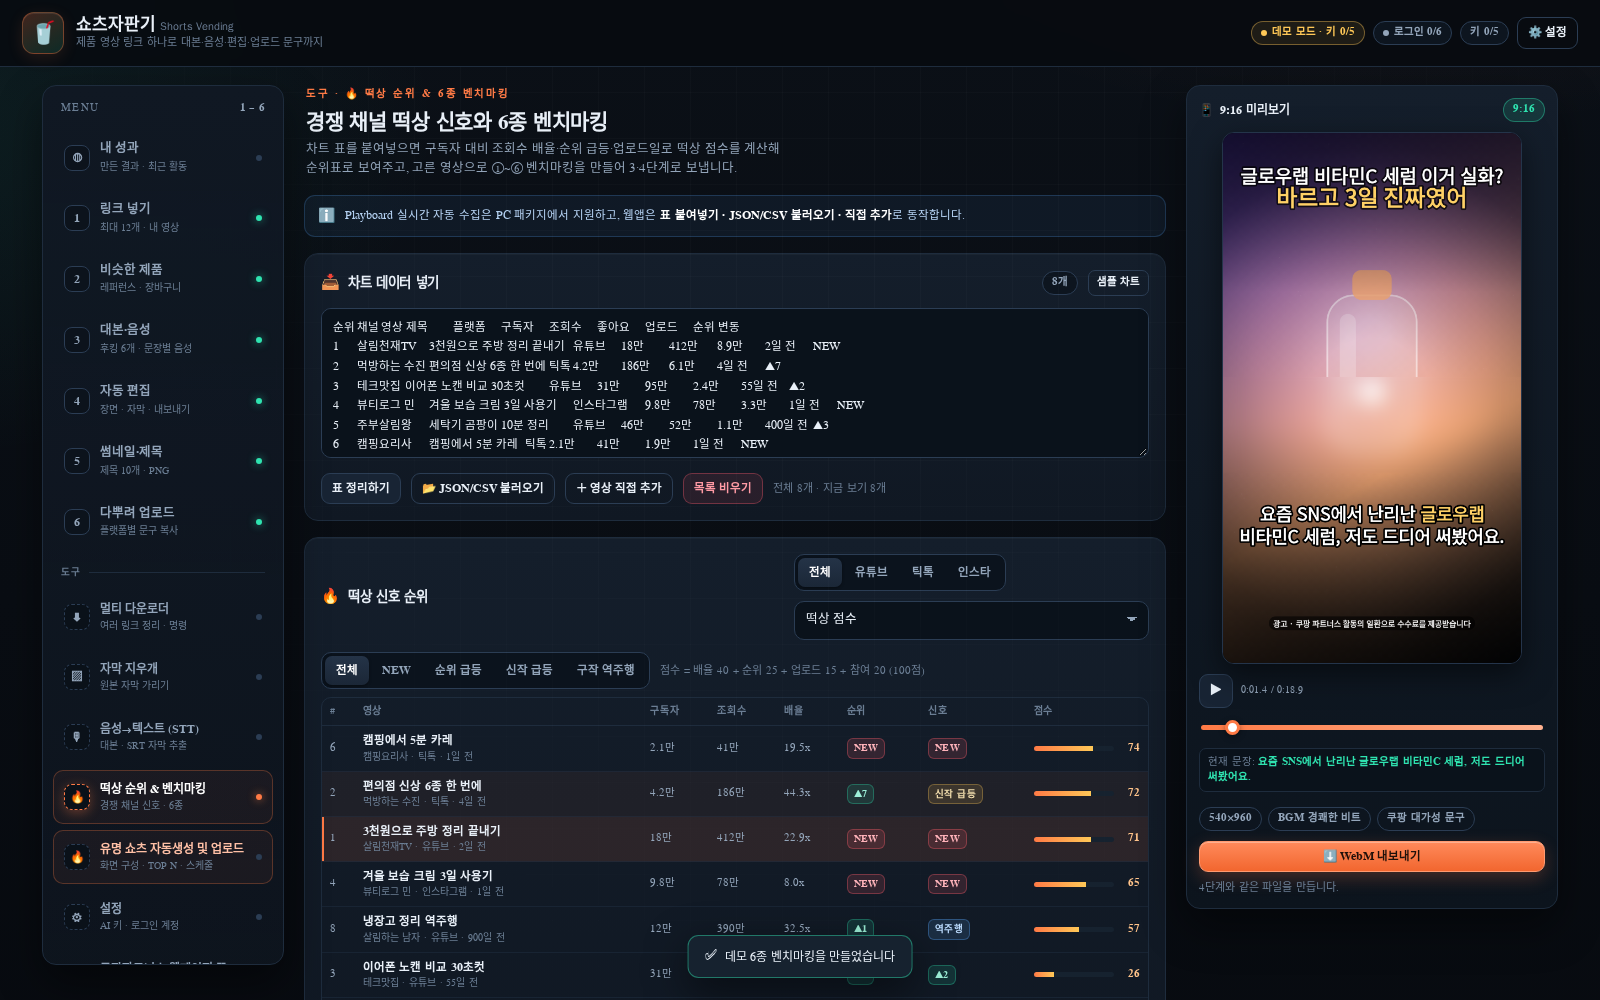 쇼츠자판기 Shorts Vending
제품 영상 링크 하나로 대본·음성·편집·업로드 문구까지
데모 모드 · 키 0/5
로그인 0/6
키 0/5
설정
MENU
1 – 6
내 성과
만든 결과 · 최근 활동
1
링크 넣기
최대 12개 · 내 영상
2
비슷한 제품
레퍼런스 · 장바구니
3
대본·음성
후킹 6개 · 문장별 음성
4
자동 편집
장면 · 자막 · 내보내기
5
썸네일·제목
제목 10개 · PNG
6
다뿌려 업로드
플랫폼별 문구 복사
도구
멀티 다운로더
여러 링크 정리 · 명령
자막 지우개
원본 자막 가리기
음성→텍스트 (STT)
대본 · SRT 자막 추출
떡상 순위 & 벤치마킹
경쟁 채널 신호 · 6종
유명 쇼츠 자동생성 및 업로드
화면 구성 · TOP N · 스케줄
설정
AI 키 · 로그인 계정
도구 · 🔥 떡상 순위 & 6종 벤치마킹
경쟁 채널 떡상 신호와 6종 벤치마킹
차트 표를 붙여넣으면 구독자 대비 조회수 배율·순위 급등·업로드일로 떡상 점수를 계산해
순위표로 보여주고, 고른 영상으로 ①~⑥ 벤치마킹을 만들어 3·4단계로 보냅니다.
Playboard 실시간 자동 수집은 PC 패키지에서 지원하고, 웹앱은 표 붙여넣기 · JSON/CSV 불러오기 · 직접 추가로 동작합니다.
차트 데이터 넣기
8개
샘플 차트
순위 채널 영상 제목 플랫폼 구독자 조회수 좋아요 업로드 순위 변동
1 살림천재TV 3천원으로 주방 정리 끝내기 유튜브 18만 412만 8.9만 2일 전 NEW
2 먹방하는 수진 편의점 신상 6종 한 번에 틱톡 4.2만 186만 6.1만 4일 전 ▲7
3 테크맛집 이어폰 노캔 비교 30초컷 유튜브 31만 95만 2.4만 55일 전 ▲2
4 뷰티로그 민 겨울 보습 크림 3일 사용기 인스타그램 9.8만 78만 3.3만 1일 전 NEW
5 주부살림왕 세탁기 곰팡이 10분 정리 유튜브 46만 52만 1.1만 400일 전 ▲3
6 캠핑요리사 캠핑에서 5분 카레 틱톡 2.1만 41만 1.9만 1일 전 NEW
표 정리하기
📂 JSON/CSV 불러오기
＋ 영상 직접 추가
목록 비우기
전체 8개 · 지금 보기 8개
떡상 신호 순위
전체 유튜브 틱톡 인스타
떡상 점수
전체 NEW 순위 급등 신작 급등 구작 역주행
점수 = 배율 40 + 순위 25 + 업로드 15 + 참여 20 (100점)
# 영상 구독자 조회수 배율 순위 신호 점수
6 캠핑에서 5분 카레 2.1만 41만 19.5x NEW NEW 74
캠핑요리사 · 틱톡 · 1일 전
2 편의점 신상 6종 한 번에 4.2만 186만 44.3x ▲7 신작 급등 72
먹방하는 수진 · 틱톡 · 4일 전
1 3천원으로 주방 정리 끝내기 18만 412만 22.9x NEW NEW 71
살림천재TV · 유튜브 · 2일 전
4 겨울 보습 크림 3일 사용기 9.8만 78만 8.0x NEW NEW 65
뷰티로그 민 · 인스타그램 · 1일 전
8 냉장고 정리 역주행 12만 390만 32.5x ▲1 역주행 57
살림하는 남자 · 유튜브 · 900일 전
3 이어폰 노캔 비교 30초컷 31만 ▲2 26
테크맛집 · 유튜브 · 55일 전
데모 6종 벤치마킹을 만들었습니다
9:16 미리보기
9:16
글로우랩 비타민C 세럼 이거 실화?
바르고 3일 진짜였어
요즘 SNS에서 난리난 글로우랩
비타민C 세럼, 저도 드디어 써봤어요.
광고 · 쿠팡 파트너스 활동의 일환으로 수수료를 제공받습니다
0:01.4 / 0:18.9
현재 문장: 요즘 SNS에서 난리난 글로우랩 비타민C 세럼, 저도 드디어
써봤어요.
540×960
BGM 경쾌한 비트
쿠팡 대가성 문구
WebM 내보내기
4단계와 같은 파일을 만듭니다.